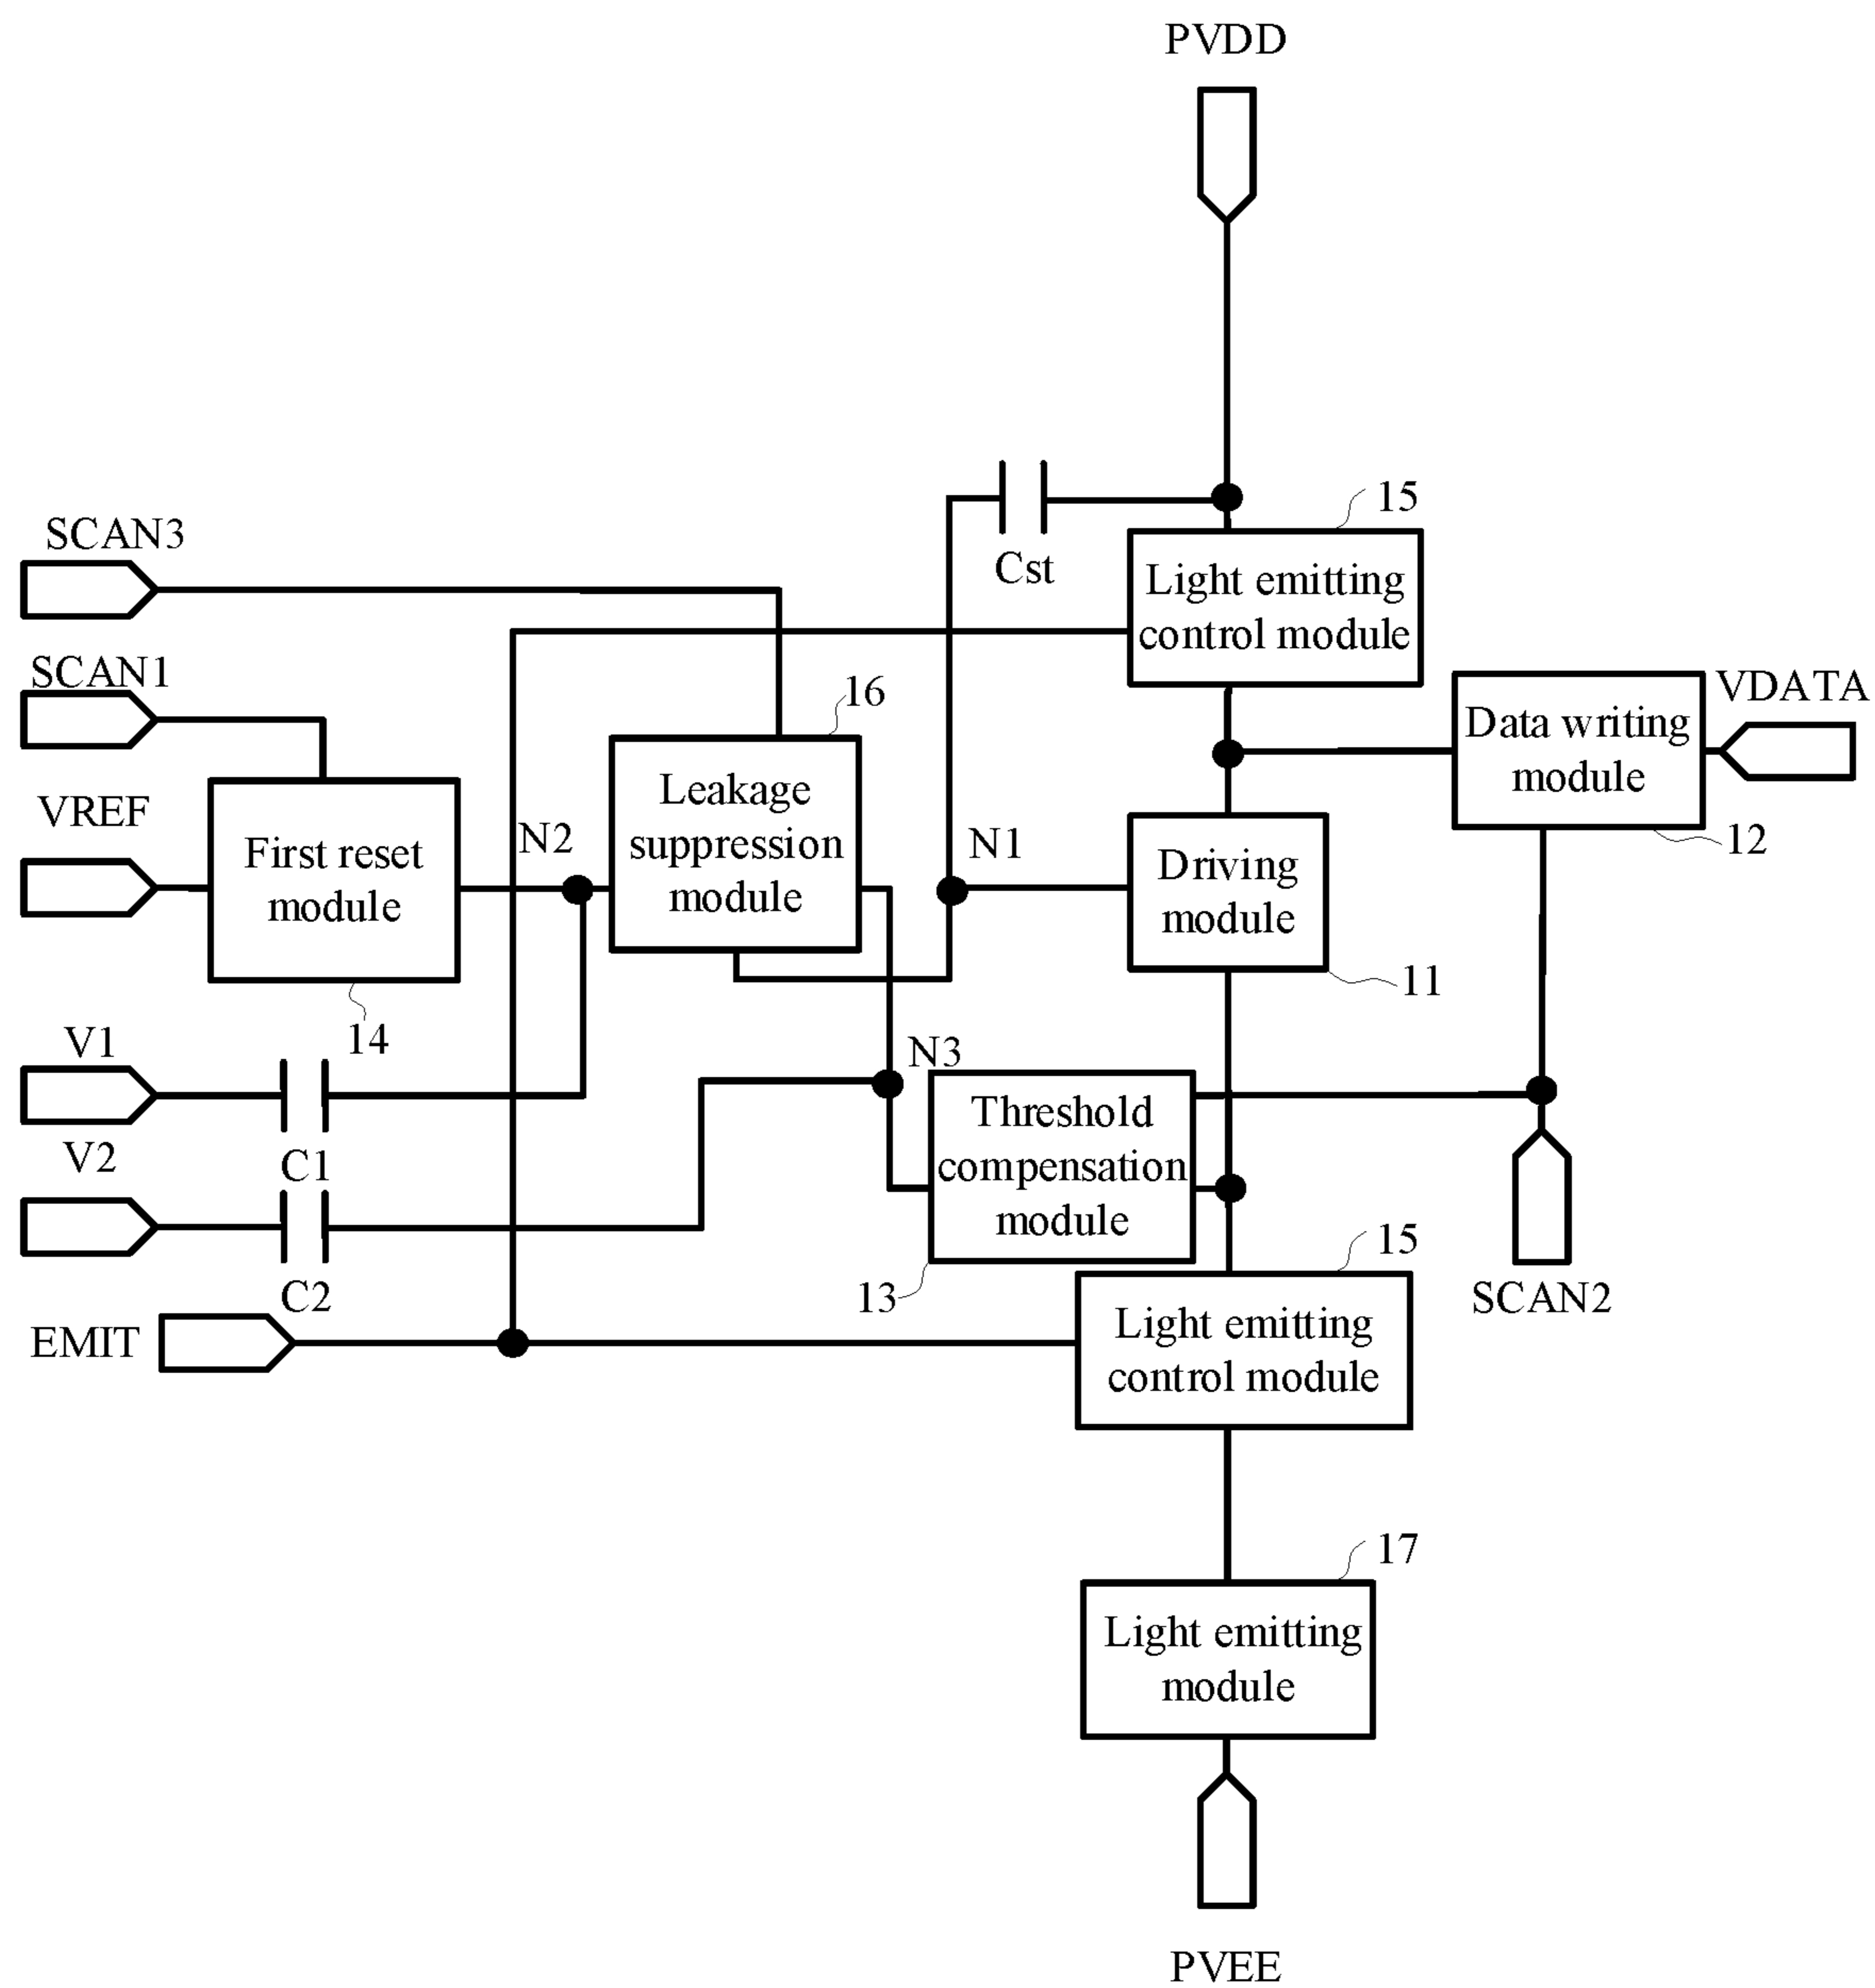 PVDD
15
SCAN3
Cst
Light emitting
control module
SCAN1
16
VDATA
Data writing
module
Leakage
suppression
module
VREF
N2
N1
12
First reset
module
Driving
module
11
14
V1
N3
Threshold
compensation
module
C1
V2
15
13
C2
SCAN2
EMIT
Light emitting
control module
17
Light emitting
module
PVEE